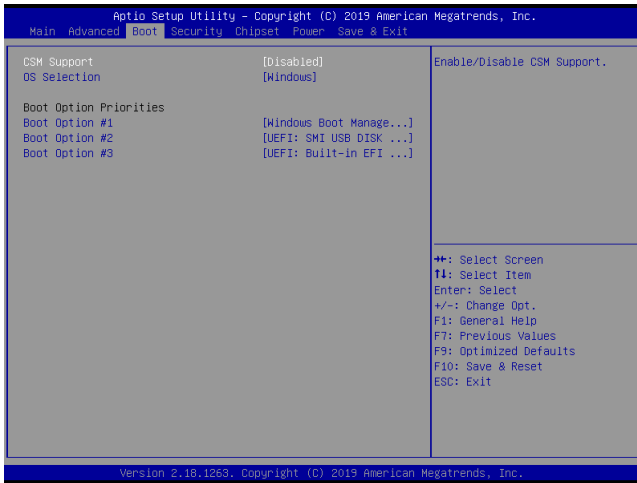 Aptio Setup Utility – Copyright (C) 2019 American Megatrends, Inc.
Main Advanced Boot Security Chipset Power Save & Exit
CSM Support [Disabled]
OS Selection [Windows]
Boot Option Priorities
Boot Option #1 [Windows Boot Manage...]
Boot Option #2 [UEFI: SMI USB DISK ...]
Boot Option #3 [UEFI: Built-in EFI ...]
Enable/Disable CSM Support.
→←: Select Screen
↑↓: Select Item
Enter: Select
+/-: Change Opt.
F1: General Help
F7: Previous Values
F9: Optimized Defaults
F10: Save & Reset
ESC: Exit
Version 2.18.1263. Copyright (C) 2019 American Megatrends, Inc.